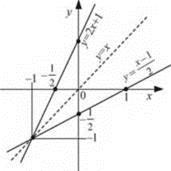 y
y=2x+1
y=x
-1/2
-1
y=(x-1)/2
0
1
x
-1/2
-1